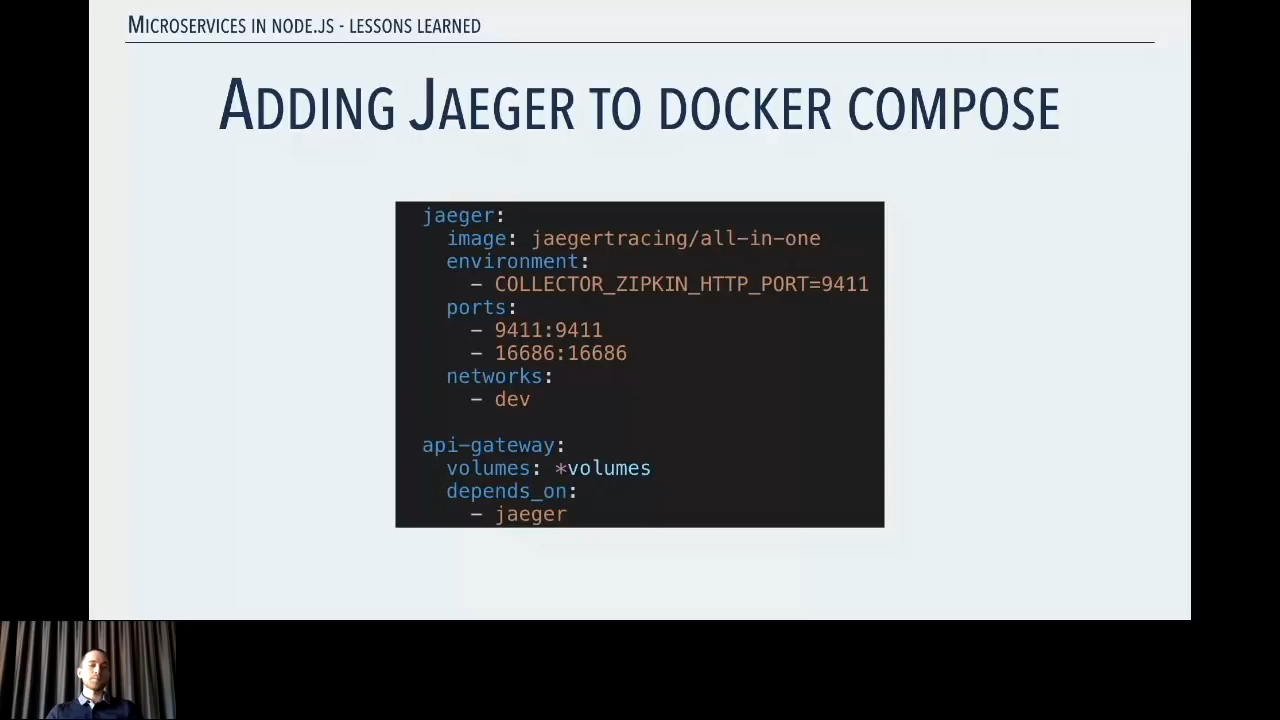 MICROSERVICES IN NODE.JS - LESSONS LEARNED
ADDING JAEGER TO DOCKER COMPOSE
jaeger:
image: jaegertracing/all-in-one
environment:
- COLLECTOR_ZIPKIN_HTTP_PORT=9411
ports:
- 9411:9411
- 16686:16686
networks:
- dev
api-gateway:
volumes: *volumes
depends_on:
- jaeger